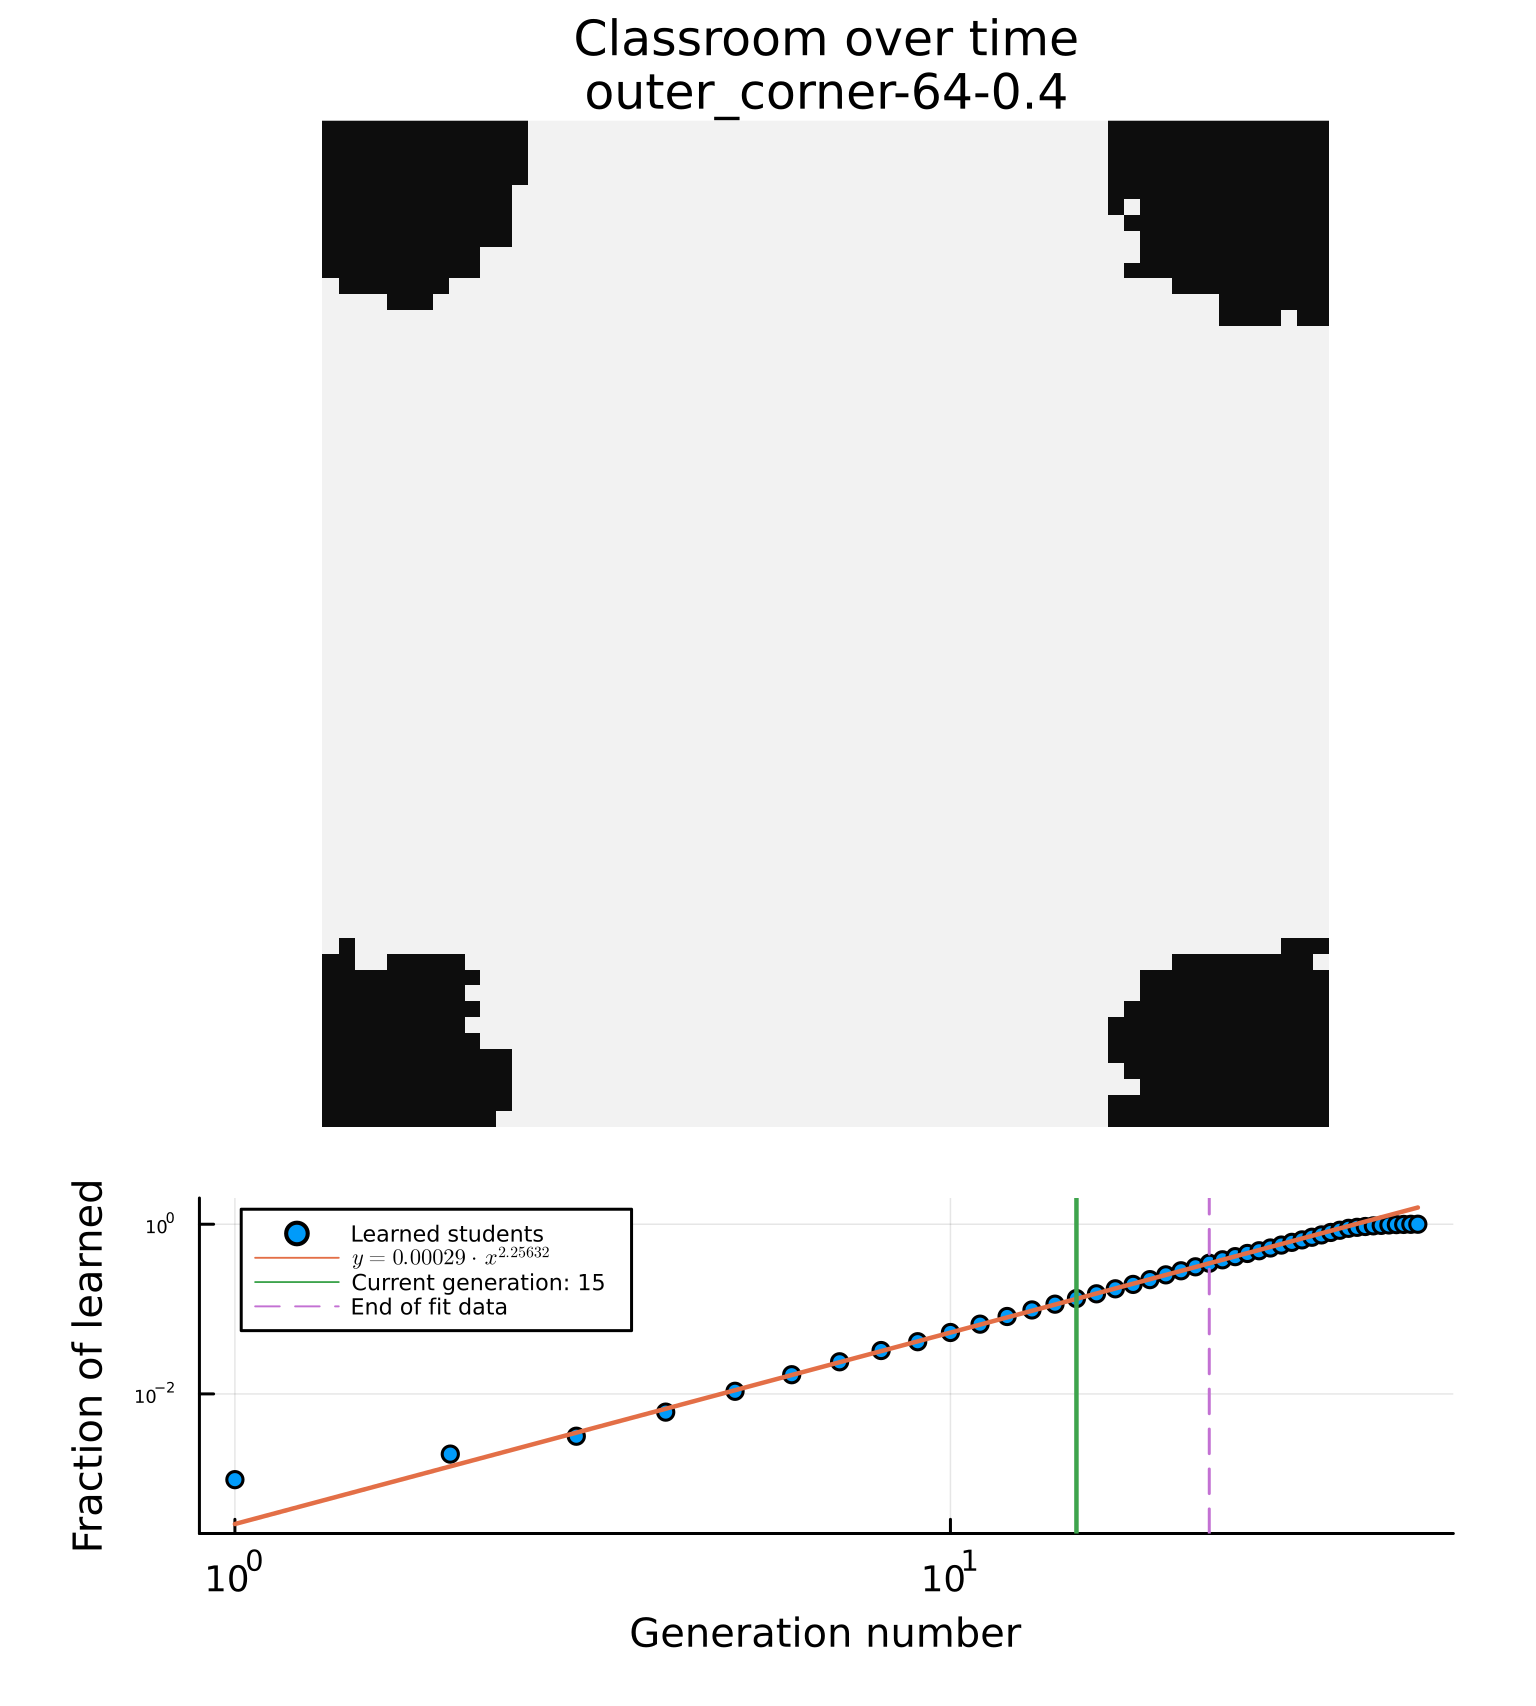 Classroom over time
outer_corner-64-0.4
Fraction of learned
10^0
10^−2
Learned students
y = 0.00029 · x^2.25632
Current generation: 15
End of fit data
10^0
10^1
Generation number